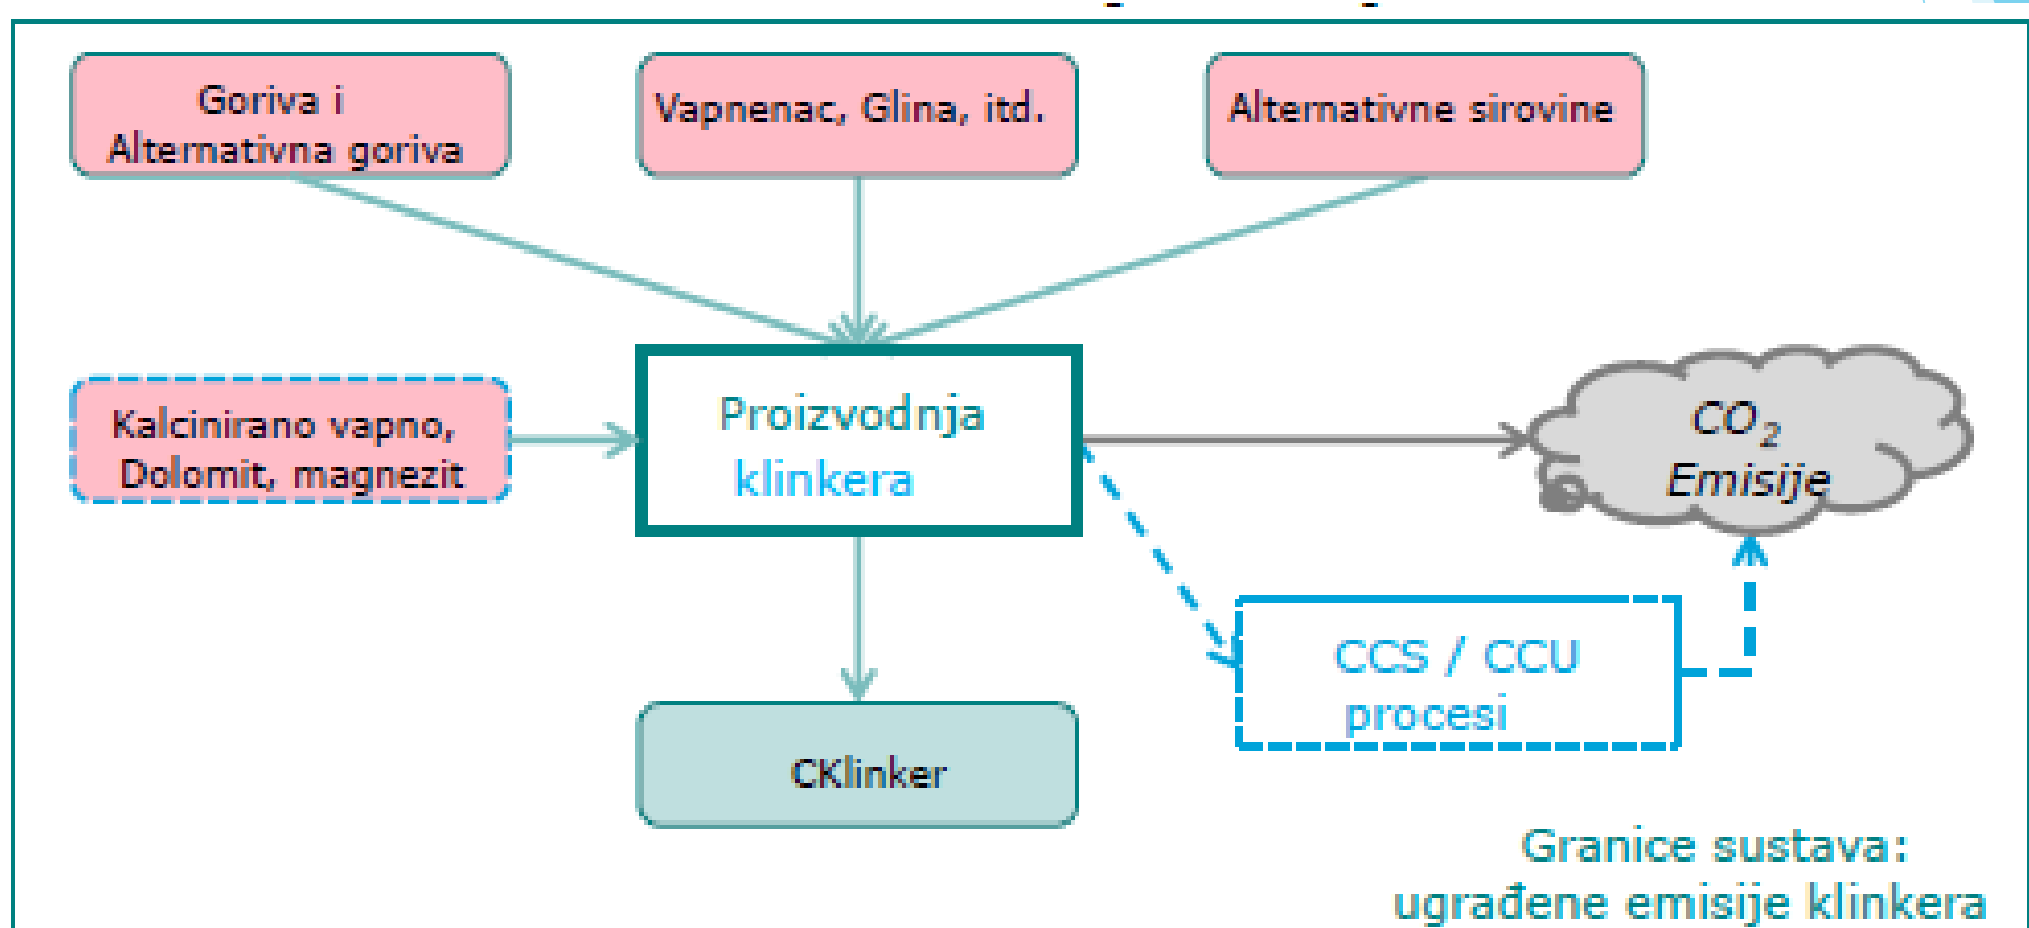 Goriva i
Alternativna goriva
Vapnenac, Glina, itd.
Alternativne sirovine
Kalcinirano vapno,
Dolomit, magnezit
Proizvodnja
klinkera
CO₂
Emisije
CCS / CCU
procesi
CKlinker
Granice sustava:
ugrađene emisije klinkera